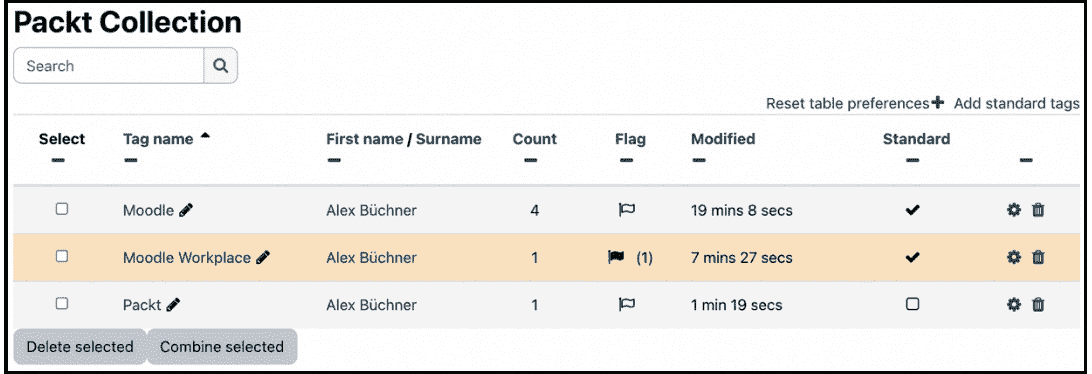 Packt Collection
Search
Reset table preferences Add standard tags
Select Tag name First name / Surname Count Flag Modified Standard
Moodle Alex Büchner 4 19 mins 8 secs
Moodle Workplace Alex Büchner 1 (1) 7 mins 27 secs
Packt Alex Büchner 1 1 min 19 secs
Delete selected Combine selected